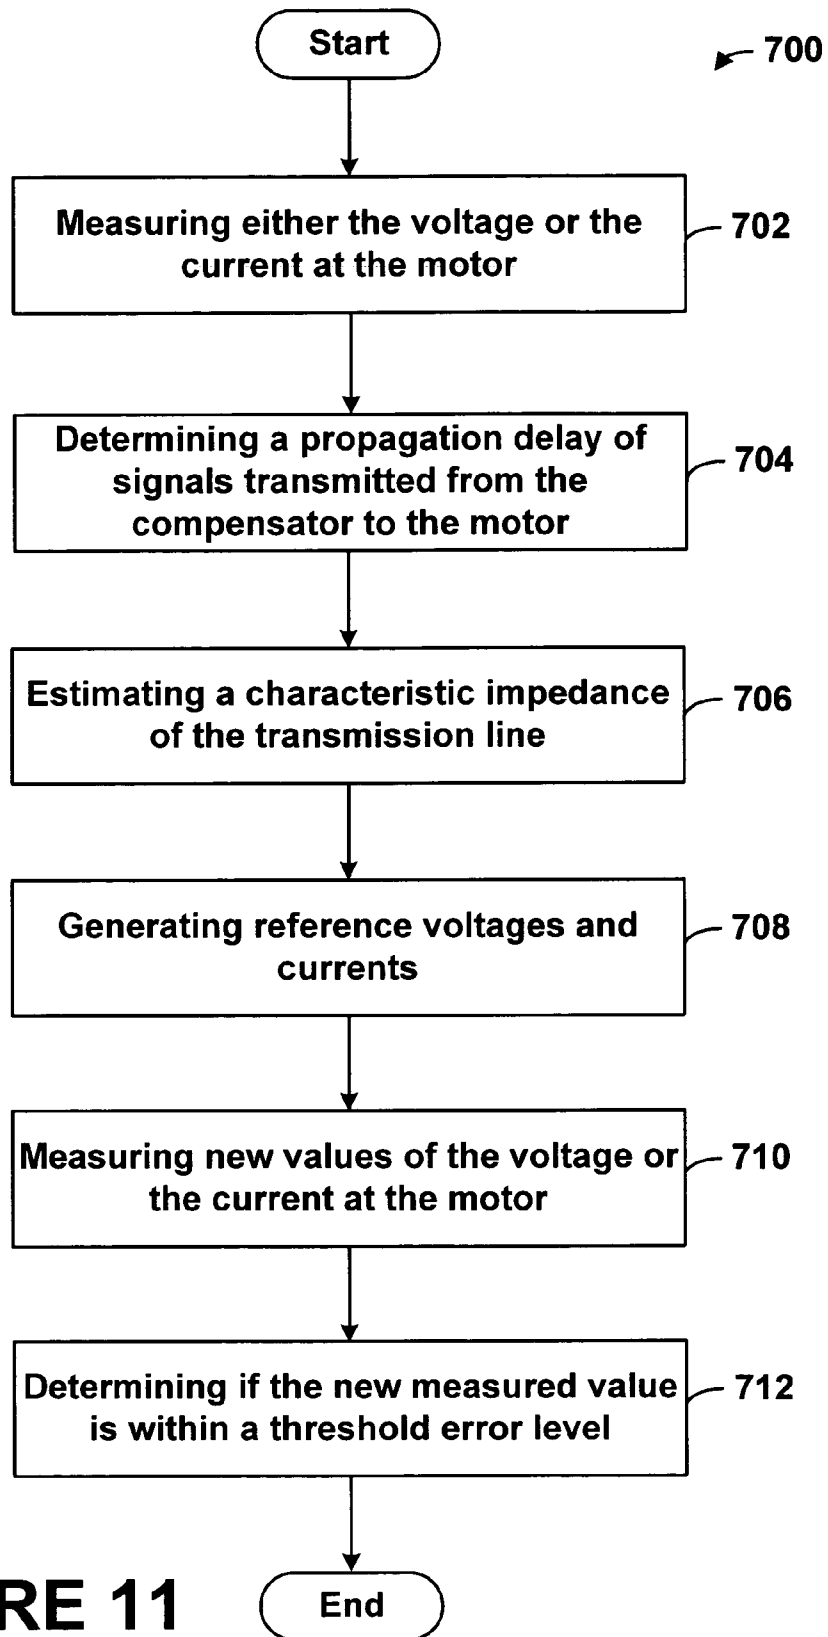 Start
700
Measuring either the voltage or the
current at the motor
702
Determining a propagation delay of
signals transmitted from the
compensator to the motor
704
Estimating a characteristic impedance
of the transmission line
706
Generating reference voltages and
currents
708
Measuring new values of the voltage or
the current at the motor
710
Determining if the new measured value
is within a threshold error level
712
End
RE 11